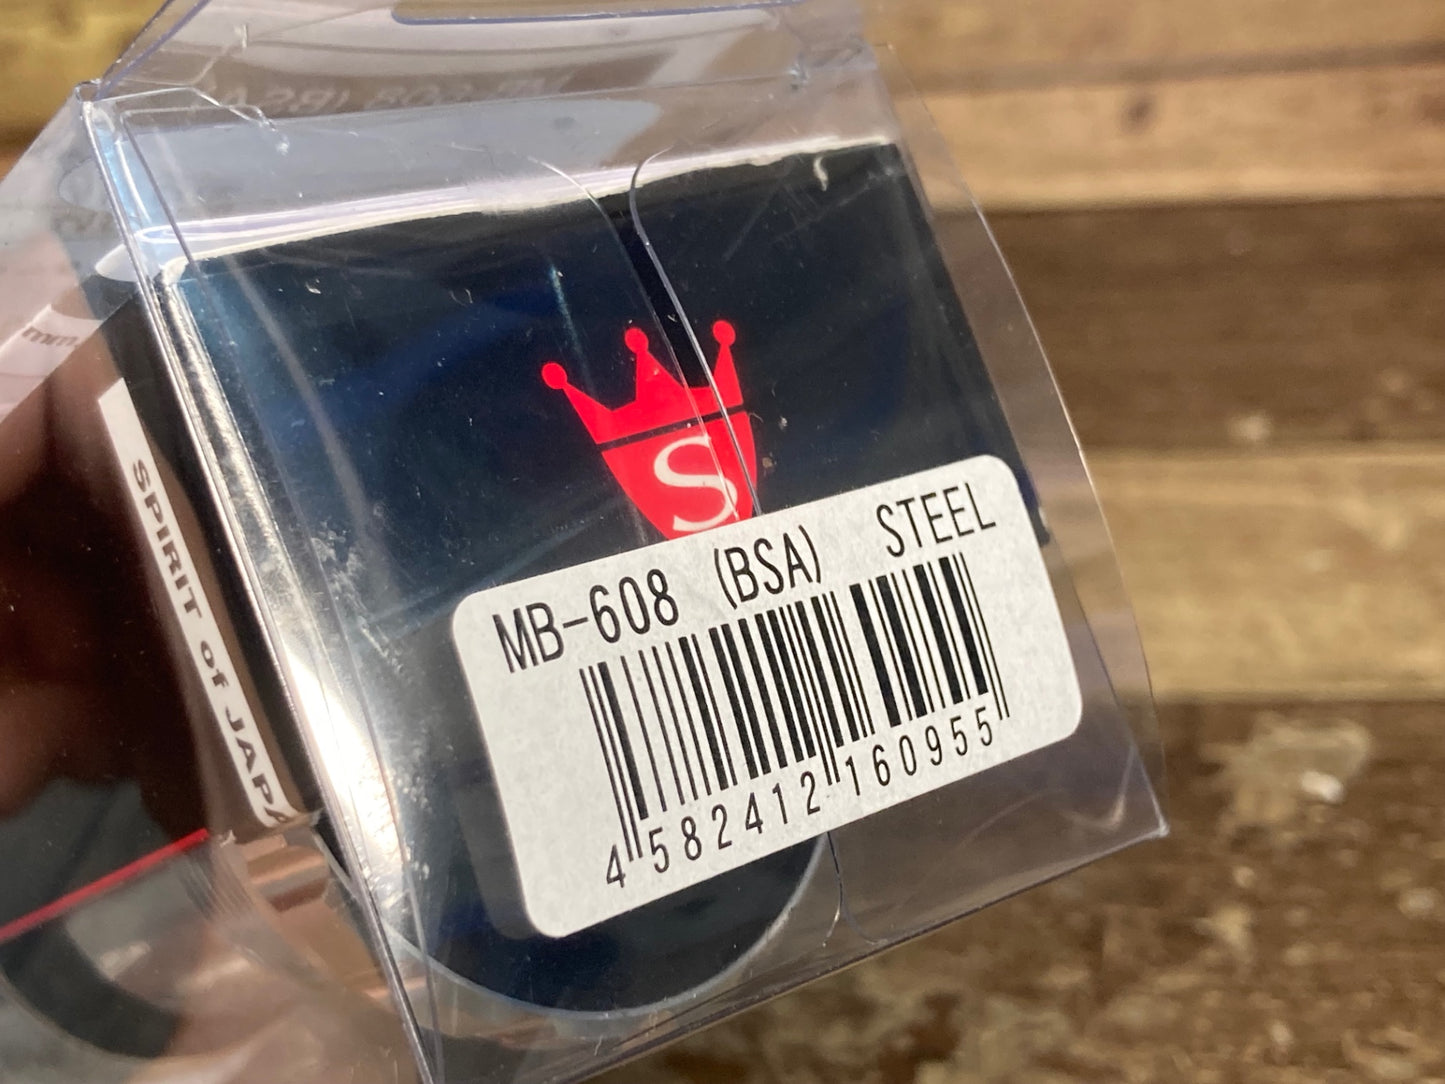 S
MB-608 (BSA) STEEL
4 582412 160955
SPIRIT of JAPA